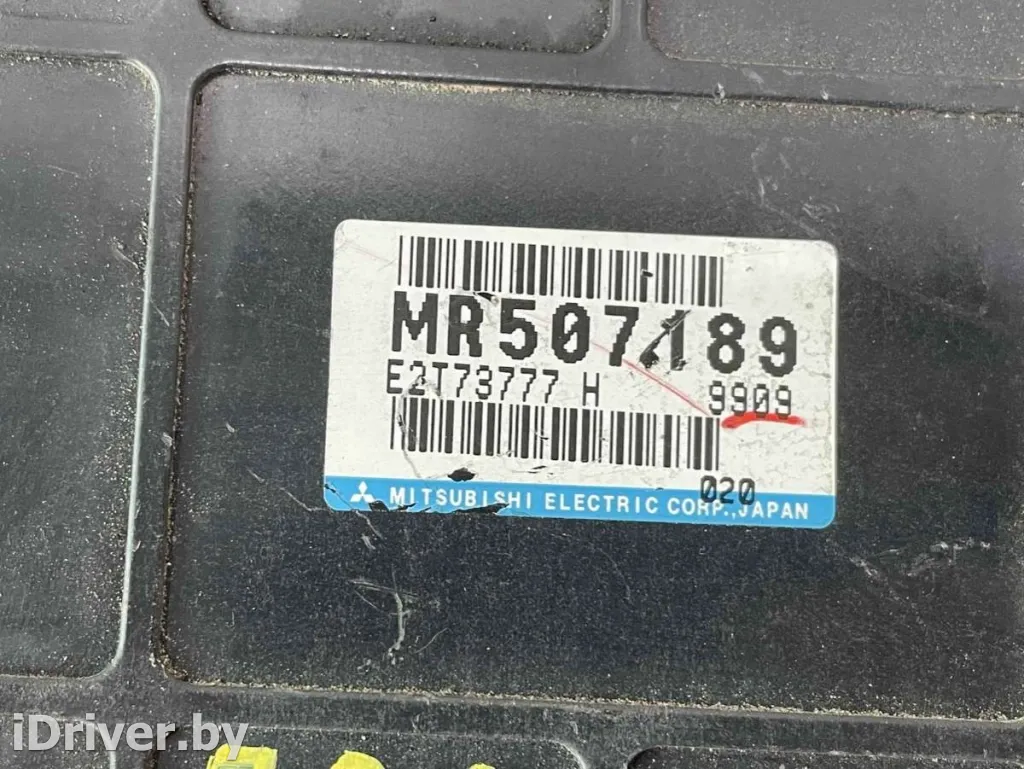 MR507189
E2T73777 H 9909
020
MITSUBISHI ELECTRIC CORP., JAPAN
iDriver.by